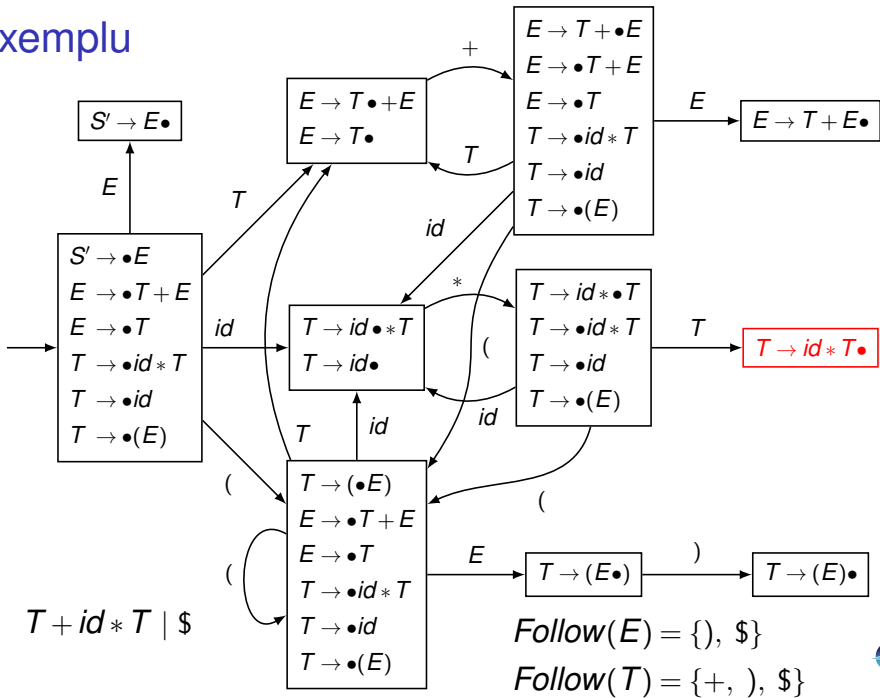 xemplu
S′ → E•
E
S′ → •E
E → •T + E
E → •T
T → •id ∗ T
T → •id
T → •(E)
T
id
(
E → T• + E
E → T•
+
T
E → T + •E
E → •T + E
E → •T
T → •id ∗ T
T → •id
T → •(E)
E
E → T + E•
id
(
T → id • ∗ T
T → id•
∗
id
T → id ∗ •T
T → •id ∗ T
T → •id
T → •(E)
T
T → id ∗ T•
(
T
id
(
T → (•E)
E → •T + E
E → •T
T → •id ∗ T
T → •id
T → •(E)
E
T → (E•)
)
T → (E)•
T + id ∗ T | $
Follow(E) = {), $}
Follow(T) = {+, ), $}